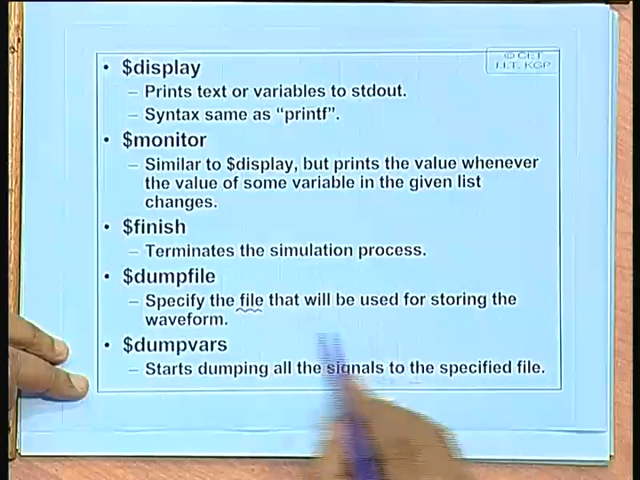 © CET
I.I.T. KGP
• $display
– Prints text or variables to stdout.
– Syntax same as “printf”.
• $monitor
– Similar to $display, but prints the value whenever
the value of some variable in the given list
changes.
• $finish
– Terminates the simulation process.
• $dumpfile
– Specify the file that will be used for storing the
waveform.
• $dumpvars
– Starts dumping all the signals to the specified file.